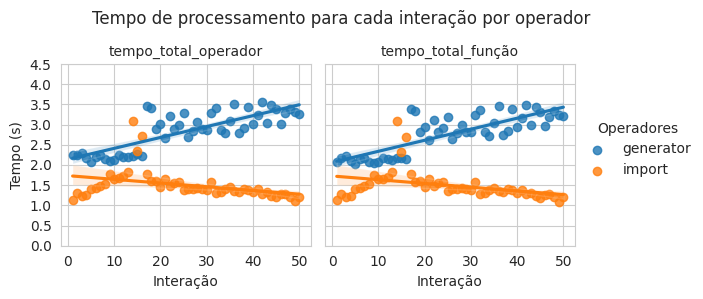 Tempo de processamento para cada interação por operador
tempo_total_operador
tempo_total_função
4.5
4.0
3.5
3.0
2.5
2.0
1.5
1.0
0.5
0.0
Tempo (s)
0 10 20 30 40 50
0 10 20 30 40 50
Interação
Interação
Operadores
generator
import